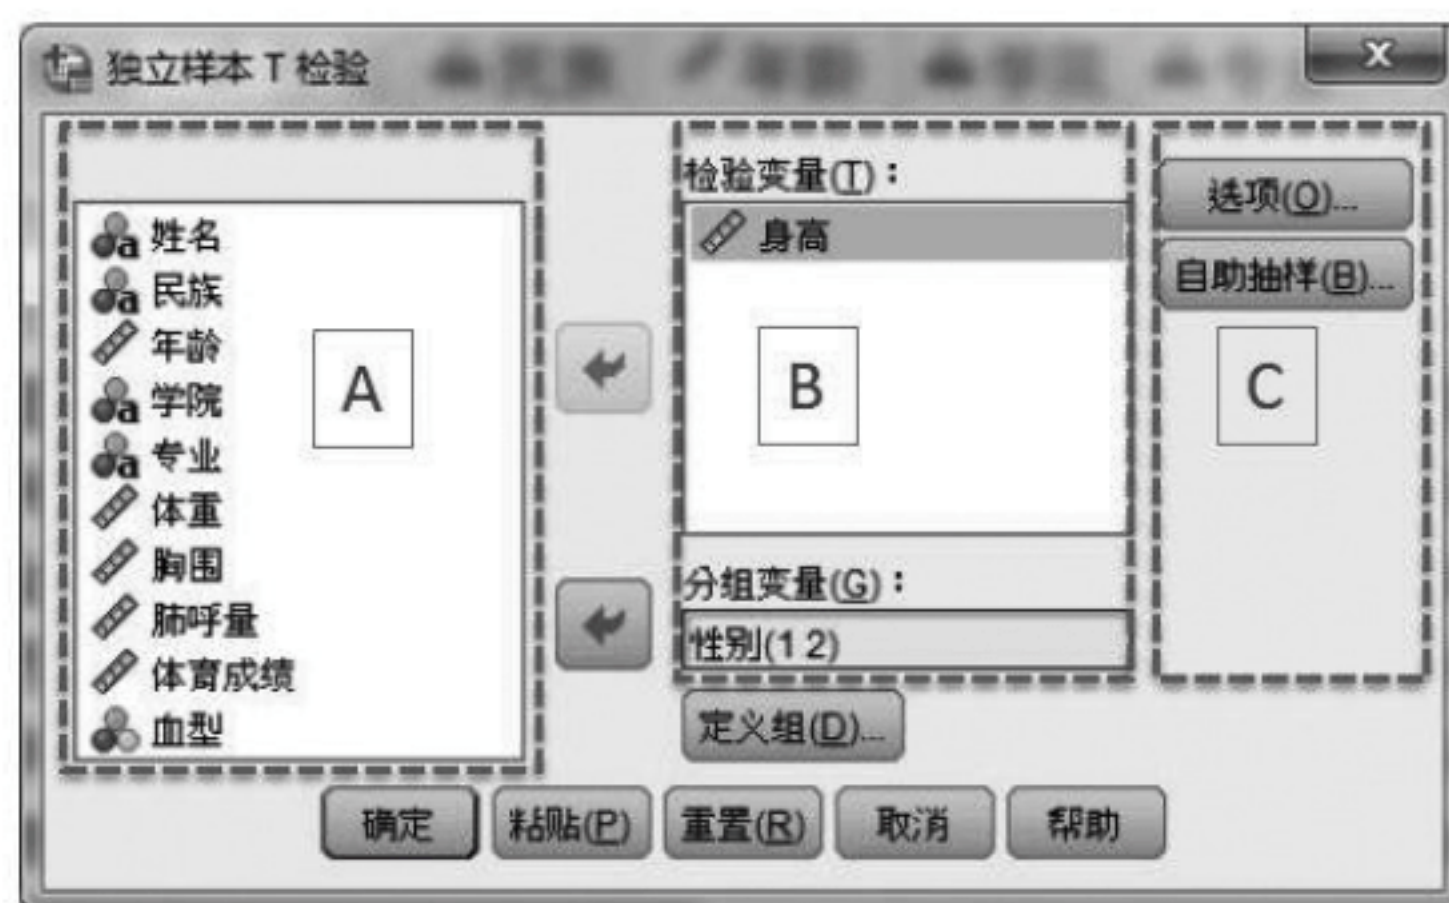 独立样本 T 检验
姓名
民族
年龄
学院
专业
体重
胸围
肺呼量
体育成绩
血型
A
检验变量(T)：
身高
B
分组变量(G)：
性别(1 2)
定义组(D)...
选项(O)...
自助抽样(B)...
C
确定
粘贴(P)
重置(R)
取消
帮助